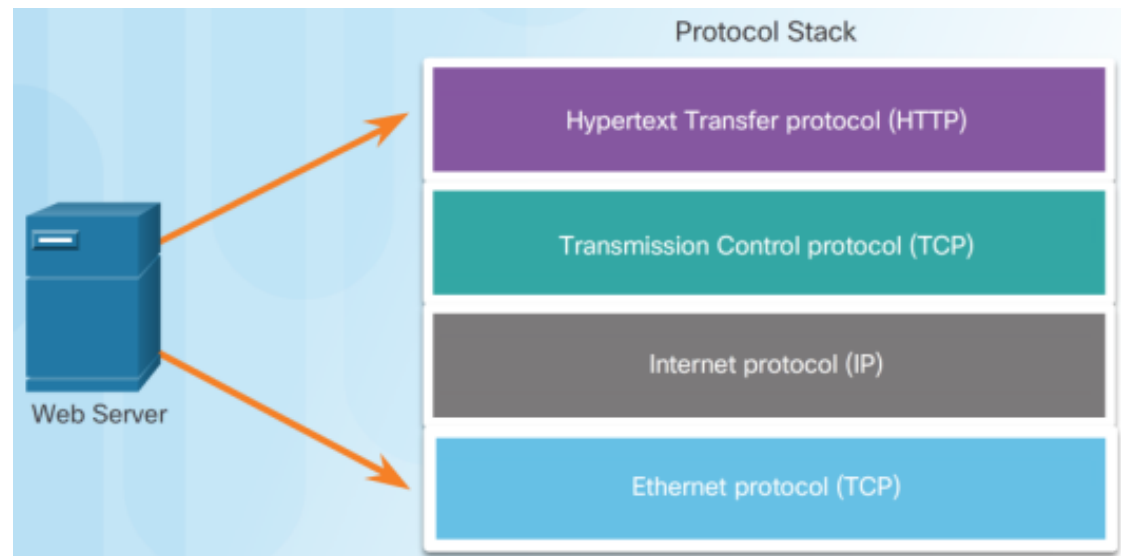 Protocol Stack
Hypertext Transfer protocol (HTTP)
Transmission Control protocol (TCP)
Internet protocol (IP)
Web Server
Ethernet protocol (TCP)